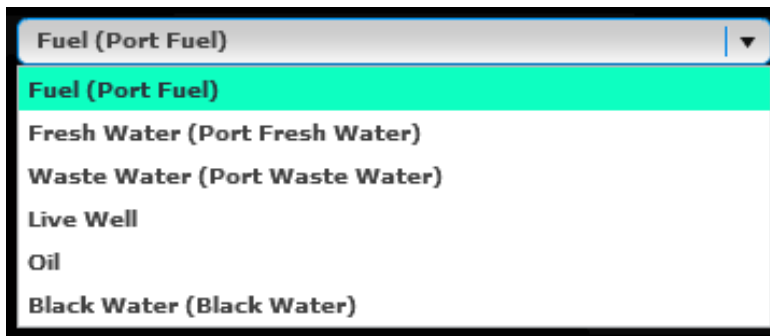 Fuel (Port Fuel)
Fuel (Port Fuel)
Fresh Water (Port Fresh Water)
Waste Water (Port Waste Water)
Live Well
Oil
Black Water (Black Water)